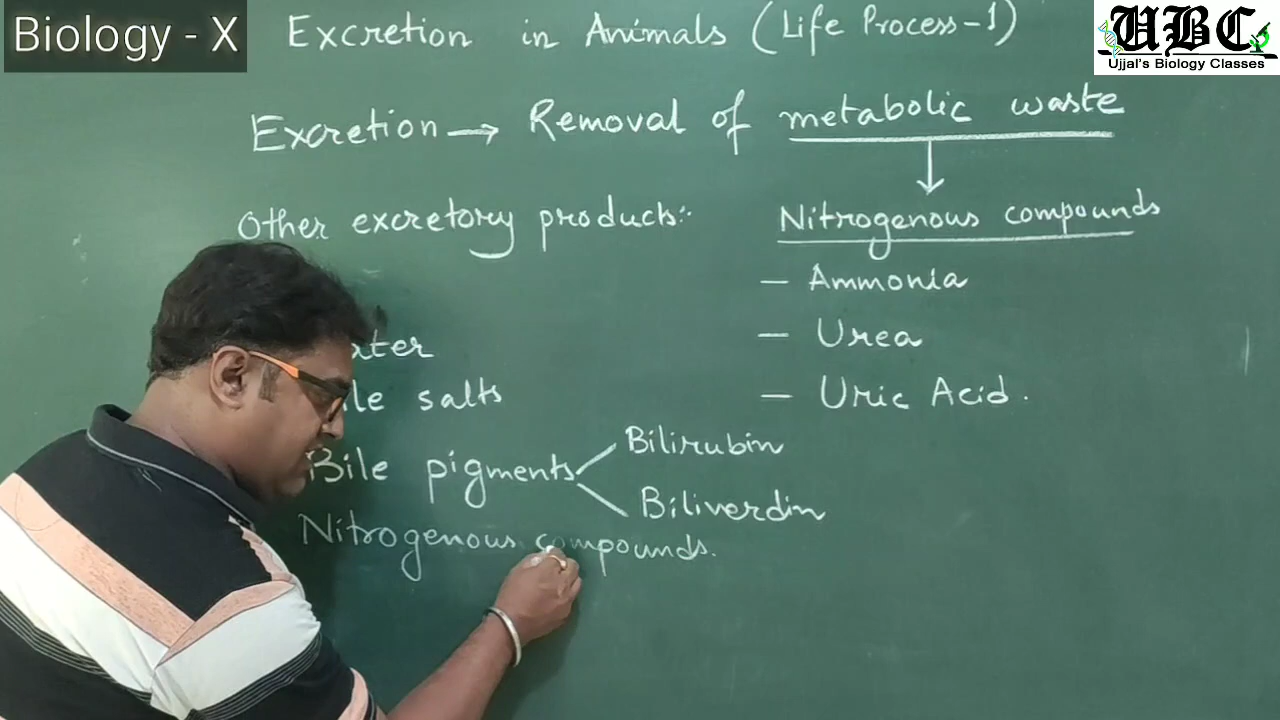 Biology - X
Excretion in Animals (Life Process-1)
UBC
Ujjal's Biology Classes
Excretion → Removal of metabolic waste
Other excretory products:
Nitrogenous compounds
- Ammonia
- Urea
- Uric Acid.
salts
Bile pigments
Bilirubin
Biliverdin
Nitrogenous compounds.